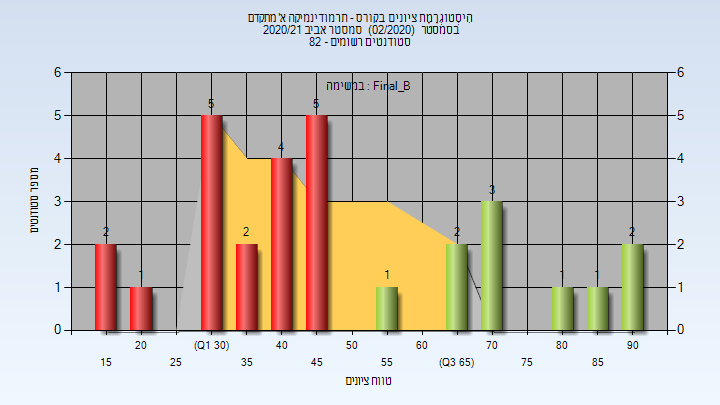 היסטוגרמת ציונים בקורס - תרמודינמיקה א' מתקדם
בסמסטר (02/2020) סמסטר אביב 2020/21
סטודנטים רשומים - 82
במשימה : Final_B
מספר סטודנטים
6 6
5 5
4 4
3 3
2 2
1 1
0 0
2 1 5 2 4 5 1 2 3 1 1 2
20 (Q1 30) 40 50 60 70 80 90
15 25 35 45 55 (Q3 65) 75 85
טווח ציונים